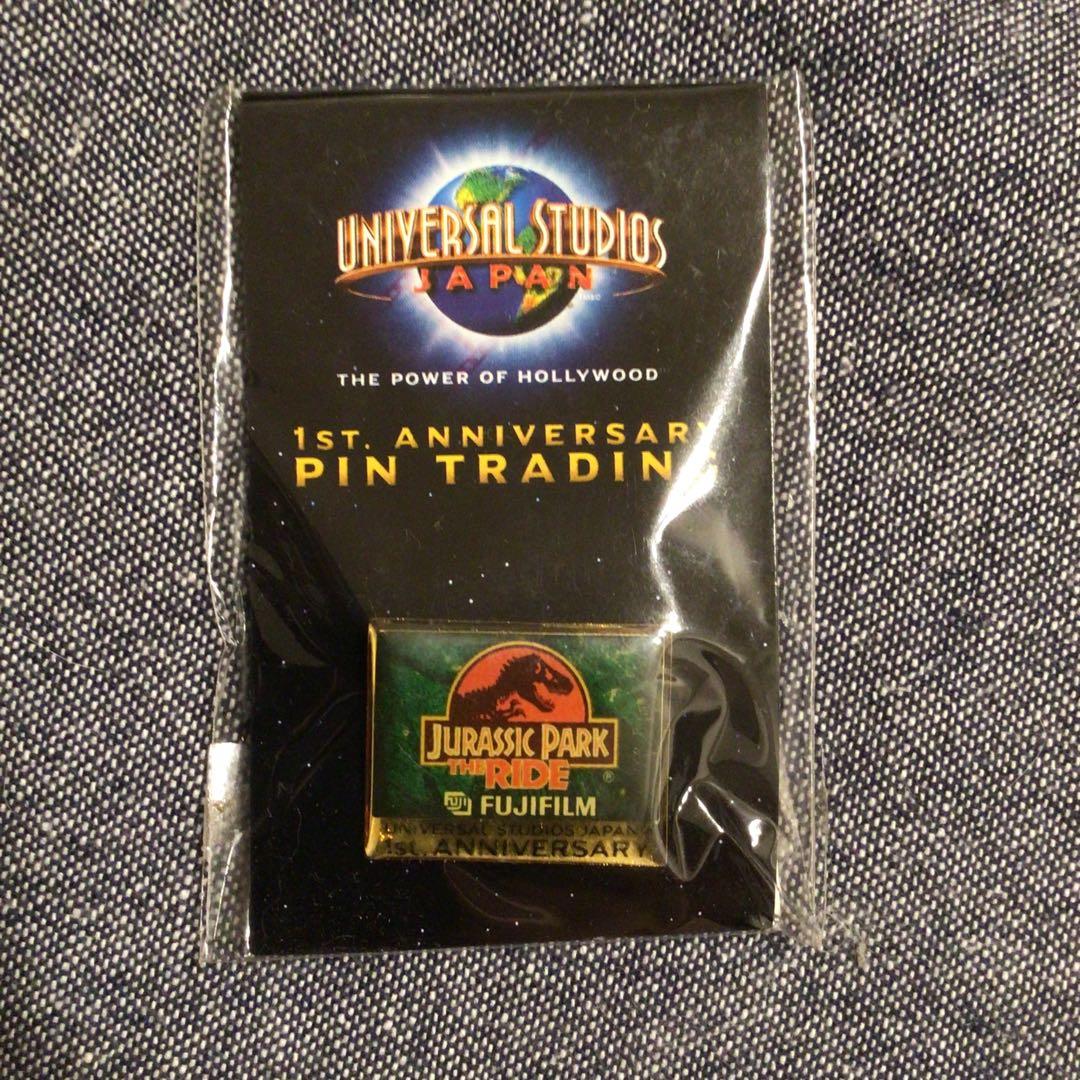 UNIVERSAL STUDIOS
JAPAN
THE POWER OF HOLLYWOOD
1ST. ANNIVERSARY
PIN TRADING
JURASSIC PARK
THE RIDE
®
FUJI FUJIFILM
UNIVERSAL STUDIOS JAPAN
1st. ANNIVERSARY